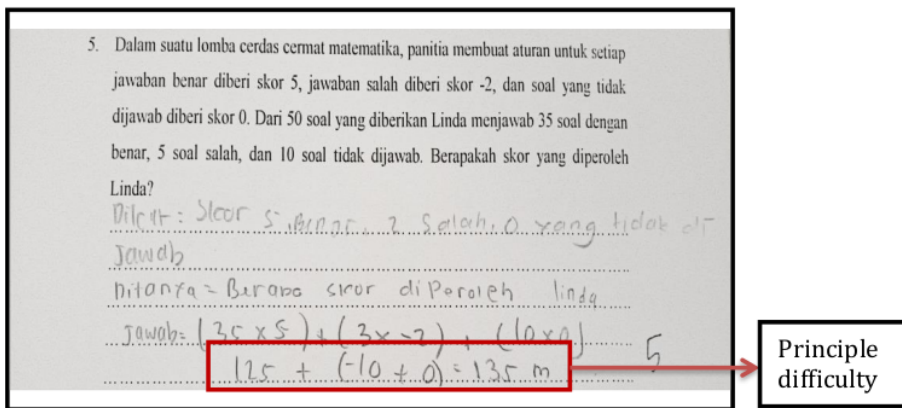 5. Dalam suatu lomba cerdas cermat matematika, panitia membuat aturan untuk setiap
jawaban benar diberi skor 5, jawaban salah diberi skor -2, dan soal yang tidak
dijawab diberi skor 0. Dari 50 soal yang diberikan Linda menjawab 35 soal dengan
benar, 5 soal salah, dan 10 soal tidak dijawab. Berapakah skor yang diperoleh
Linda?
Skor 5, Benar, 2 Salah, 0 yang tidak di
Jawab
Ditanya = Berapa skor diperoleh linda
Jawab = (35 x 5) + (3 x -2) + (10 x 0)
125 + (-10 + 0) = 135 m
5
Principle
difficulty